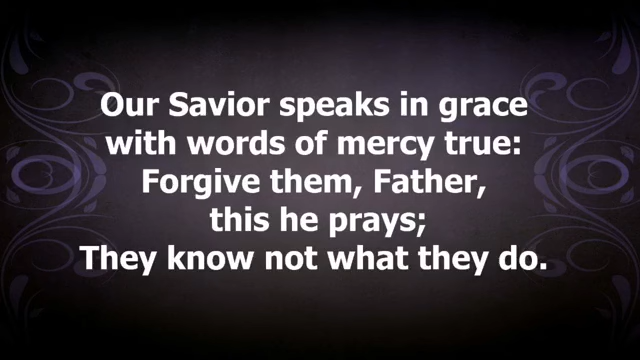 Our Savior speaks in grace
with words of mercy true:
Forgive them, Father,
this he prays;
They know not what they do.